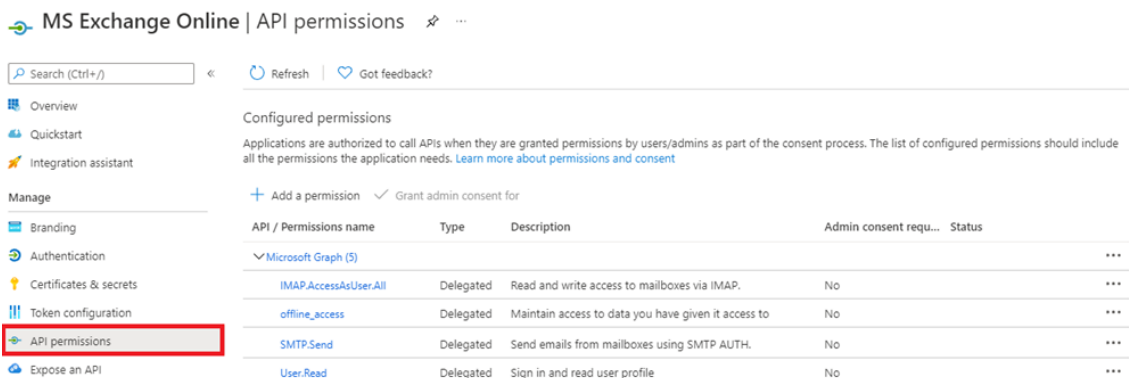 MS Exchange Online | API permissions
Search (Ctrl+/)
Refresh
Got feedback?
Overview
Quickstart
Integration assistant
Manage
Branding
Authentication
Certificates & secrets
Token configuration
API permissions
Expose an API
Configured permissions
Applications are authorized to call APIs when they are granted permissions by users/admins as part of the consent process. The list of configured permissions should include
all the permissions the application needs. Learn more about permissions and consent
Add a permission Grant admin consent for
API / Permissions name Type Description Admin consent requ... Status
Microsoft Graph (5)
IMAP.AccessAsUser.All Delegated Read and write access to mailboxes via IMAP. No
offline_access Delegated Maintain access to data you have given it access to No
SMTP.Send Delegated Send emails from mailboxes using SMTP AUTH. No
User.Read Delegated Sign in and read user profile No